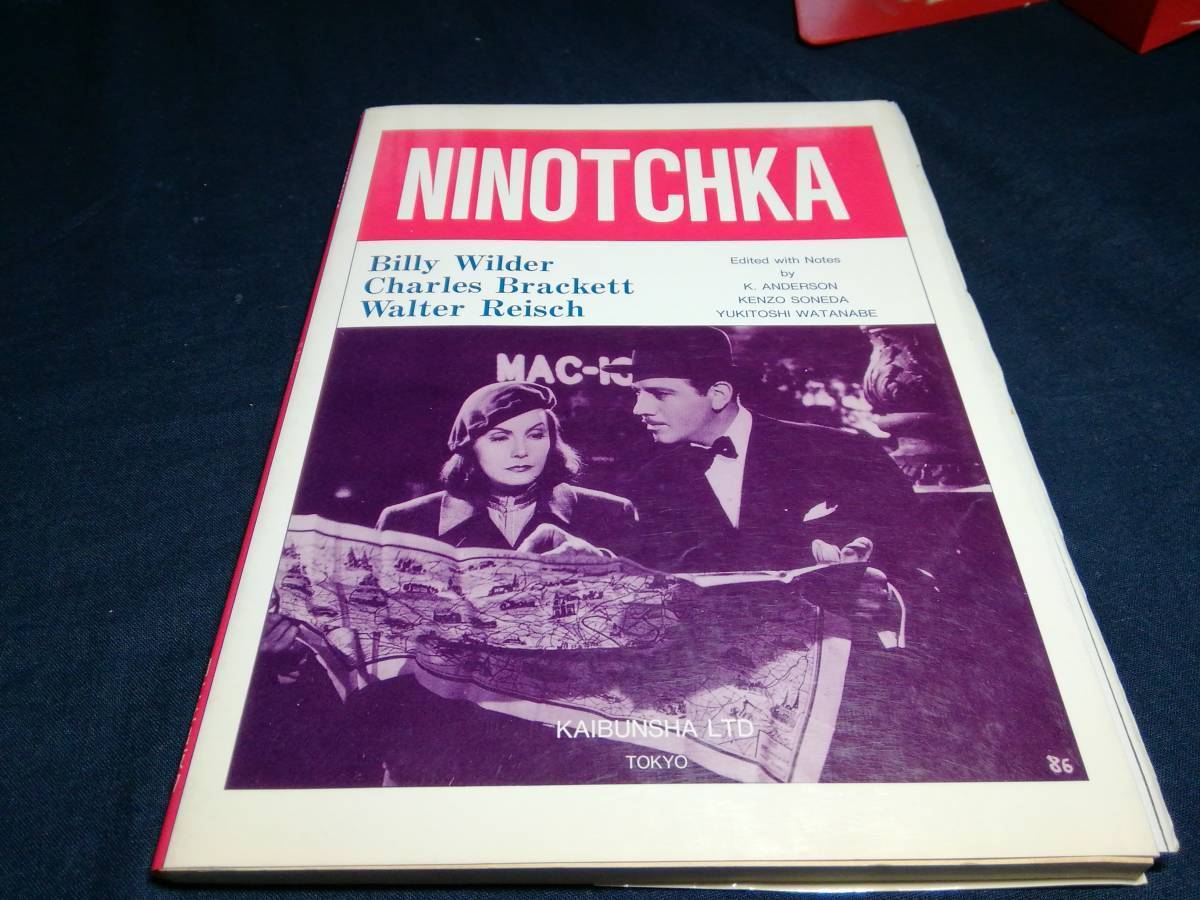 NINOTCHKA
Billy Wilder
Charles Brackett
Walter Reisch
Edited with Notes
by
K. ANDERSON
KENZO SONEDA
YUKITOSHI WATANABE
MAC-
KAIBUNSHA LTD
TOKYO
86